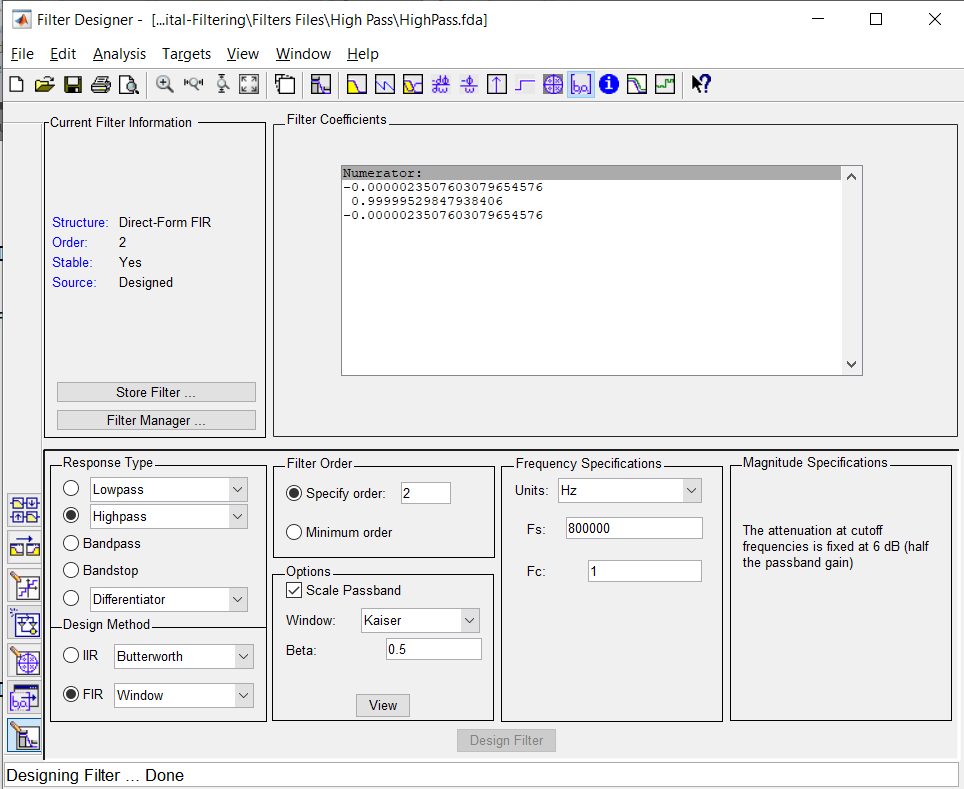 Filter Designer - [...ital-Filtering\Filters Files\High Pass\HighPass.fda]
File Edit Analysis Targets View Window Help
Current Filter Information
Structure: Direct-Form FIR
Order: 2
Stable: Yes
Source: Designed
Store Filter ...
Filter Manager ...
Filter Coefficients
Numerator:
-0.0000023507603079654576
0.99999529847938406
-0.0000023507603079654576
Response Type
Lowpass
Highpass
Bandpass
Bandstop
Differentiator
Design Method
IIR Butterworth
FIR Window
Filter Order
Specify order: 2
Minimum order
Options
Scale Passband
Window: Kaiser
Beta: 0.5
View
Frequency Specifications
Units: Hz
Fs: 800000
Fc: 1
Magnitude Specifications
The attenuation at cutoff
frequencies is fixed at 6 dB (half
the passband gain)
Design Filter
Designing Filter ... Done